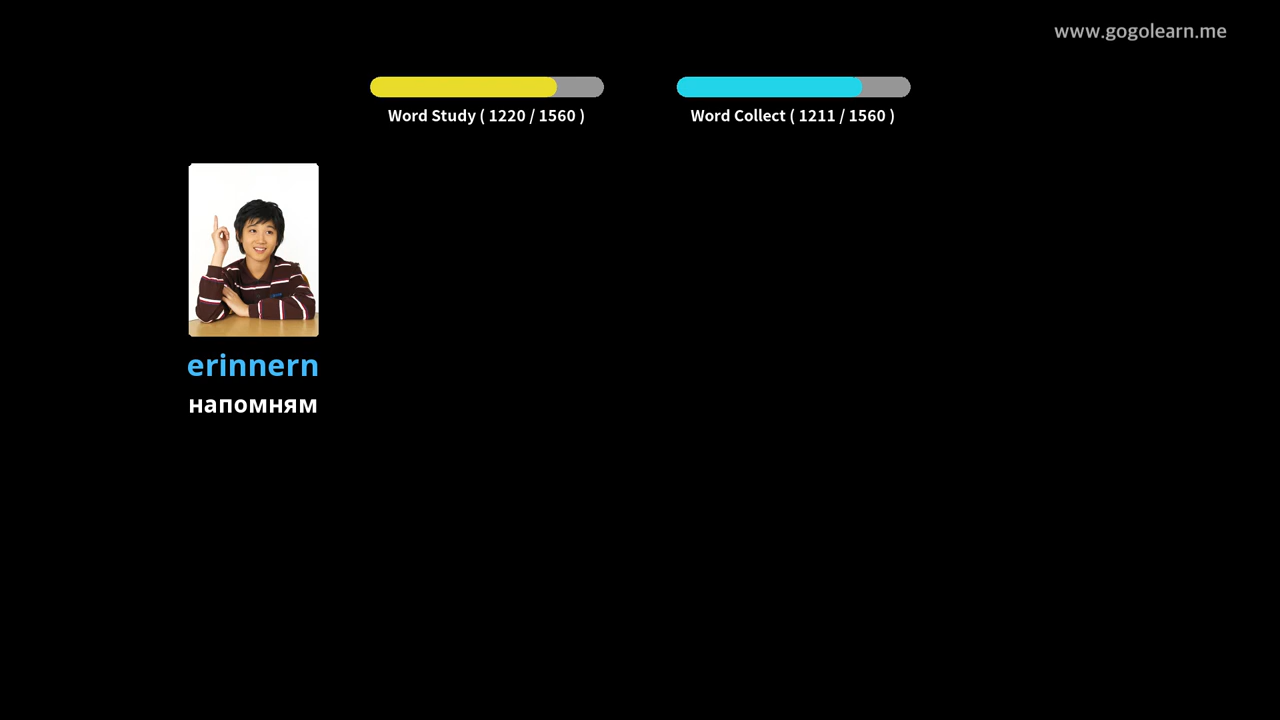 www.gogolearn.me
Word Study ( 1220 / 1560 )
Word Collect ( 1211 / 1560 )
erinnern
напомням